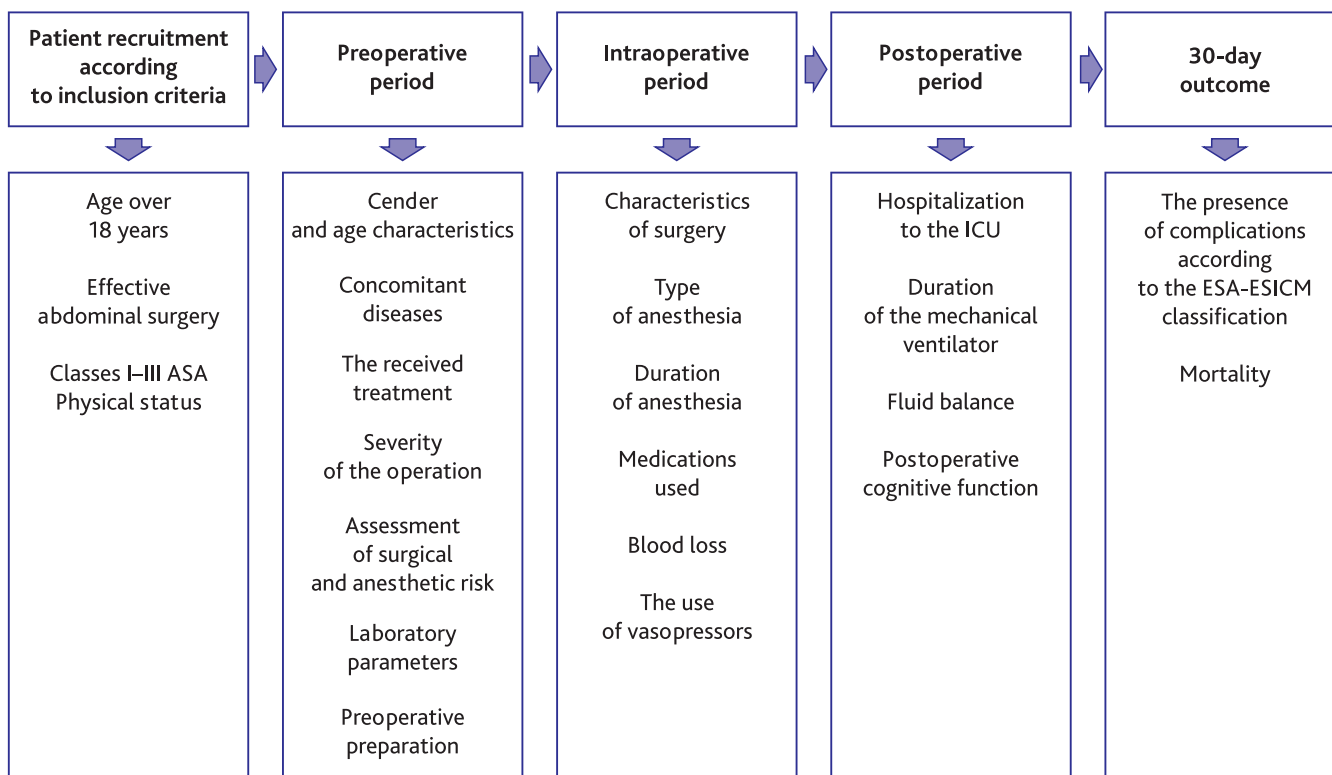 Patient recruitment
according
to inclusion criteria
Preoperative
period
Intraoperative
period
Postoperative
period
30-day
outcome
Age over
18 years
Effective
abdominal surgery
Classes I–III ASA
Physical status
Cender
and age characteristics
Concomitant
diseases
The received
treatment
Severity
of the operation
Assessment
of surgical
and anesthetic risk
Laboratory
parameters
Preoperative
preparation
Characteristics
of surgery
Type
of anesthesia
Duration
of anesthesia
Medications
used
Blood loss
The use
of vasopressors
Hospitalization
to the ICU
Duration
of the mechanical
ventilator
Fluid balance
Postoperative
cognitive function
The presence
of complications
according
to the ESA-ESICM
classification
Mortality